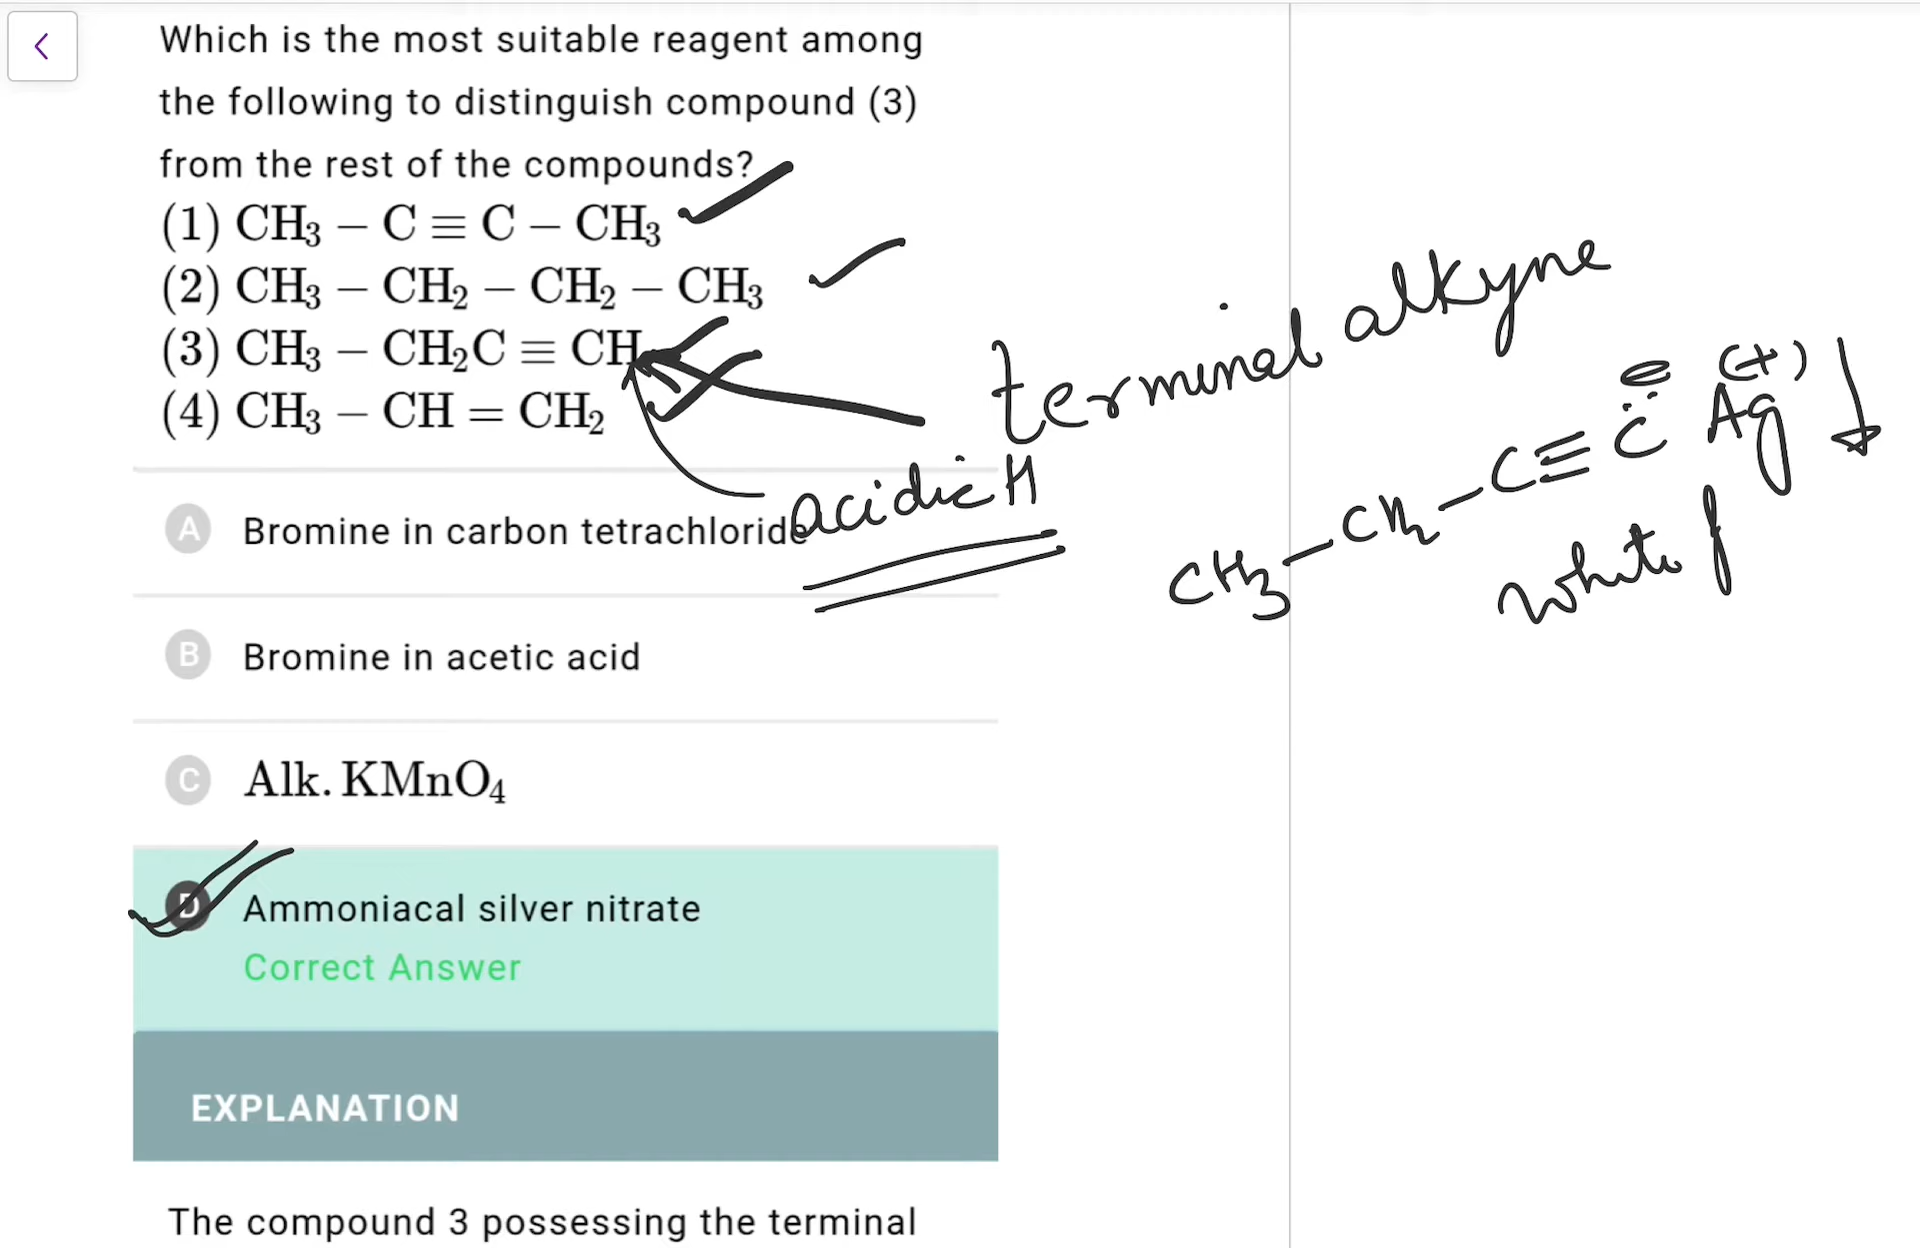 Which is the most suitable reagent among
the following to distinguish compound (3)
from the rest of the compounds?
(1) CH₃ – C ≡ C – CH₃
(2) CH₃ – CH₂ – CH₂ – CH₃
(3) CH₃ – CH₂C ≡ CH
(4) CH₃ – CH = CH₂
terminal alkyne
acidic H
CH₃ – CH₂ – C ≡ C̈ ⊖ Ag (+) ↓
white
A Bromine in carbon tetrachloride
B Bromine in acetic acid
C Alk. KMnO₄
D Ammoniacal silver nitrate
Correct Answer
EXPLANATION
The compound 3 possessing the terminal